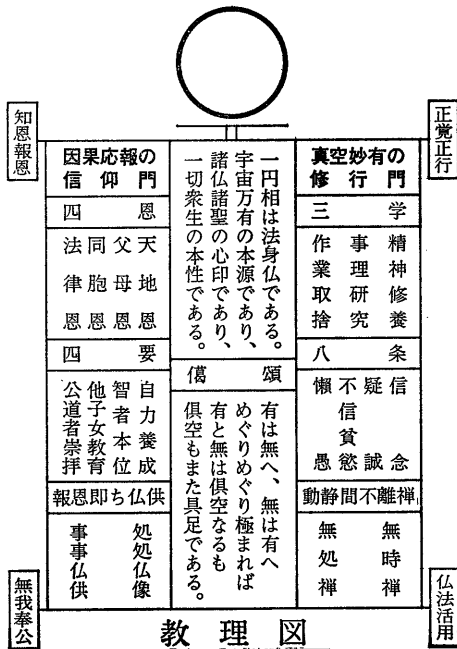 正覚正行
知恩報恩
真空妙有の
修行門
三学
精神修養
事理研究
作業取捨
八条
信念
疑誠
不信貧慾
懶愚
動静間不離禅
無時禅
無処禅
一円相は法身仏である。
宇宙万有の本源であり、
諸仏諸聖の心印であり、
一切衆生の本性である。
偈頌
有は無へ、無は有へ
めぐりめぐり極まれば
有と無は倶空なるも
倶空もまた具足である。
因果応報の
信仰門
四恩
天地恩
父母恩
同胞恩
法律恩
四要
自力養成
智者本位
他子女教育
公道者崇拝
報恩即ち仏供
処処仏像
事事仏供
仏法活用
無我奉公
教理図